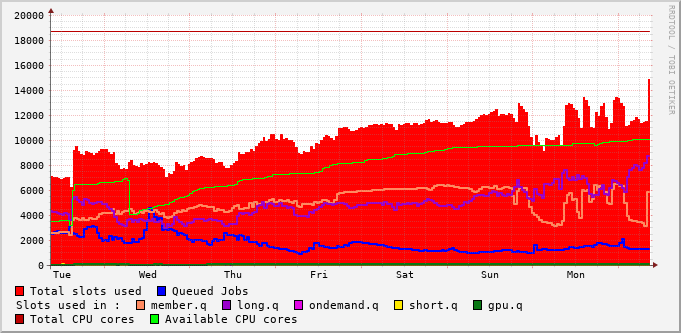 RRDTOOL / TOBI OETIKER
20000
18000
16000
14000
12000
10000
8000
6000
4000
2000
0
Tue Wed Thu Fri Sat Sun Mon
Total slots used Queued Jobs
Slots used in : member.q long.q ondemand.q short.q gpu.q
Total CPU cores Available CPU cores